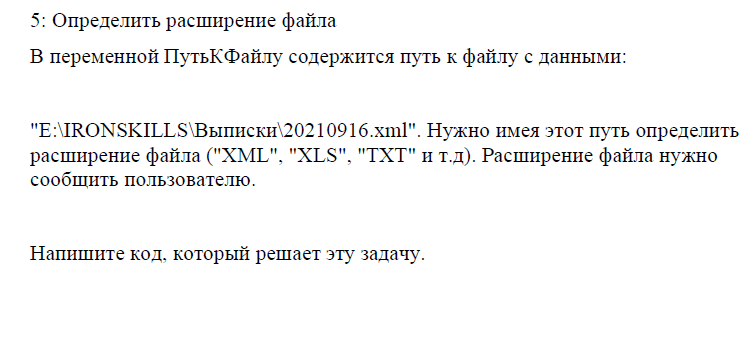 5: Определить расширение файла
В переменной ПутьКФайлу содержится путь к файлу с данными:
"E:\IRONSKILLS\Выписки\20210916.xml". Нужно имея этот путь определить
расширение файла ("XML", "XLS", "TXT" и т.д). Расширение файла нужно
сообщить пользователю.
Напишите код, который решает эту задачу.